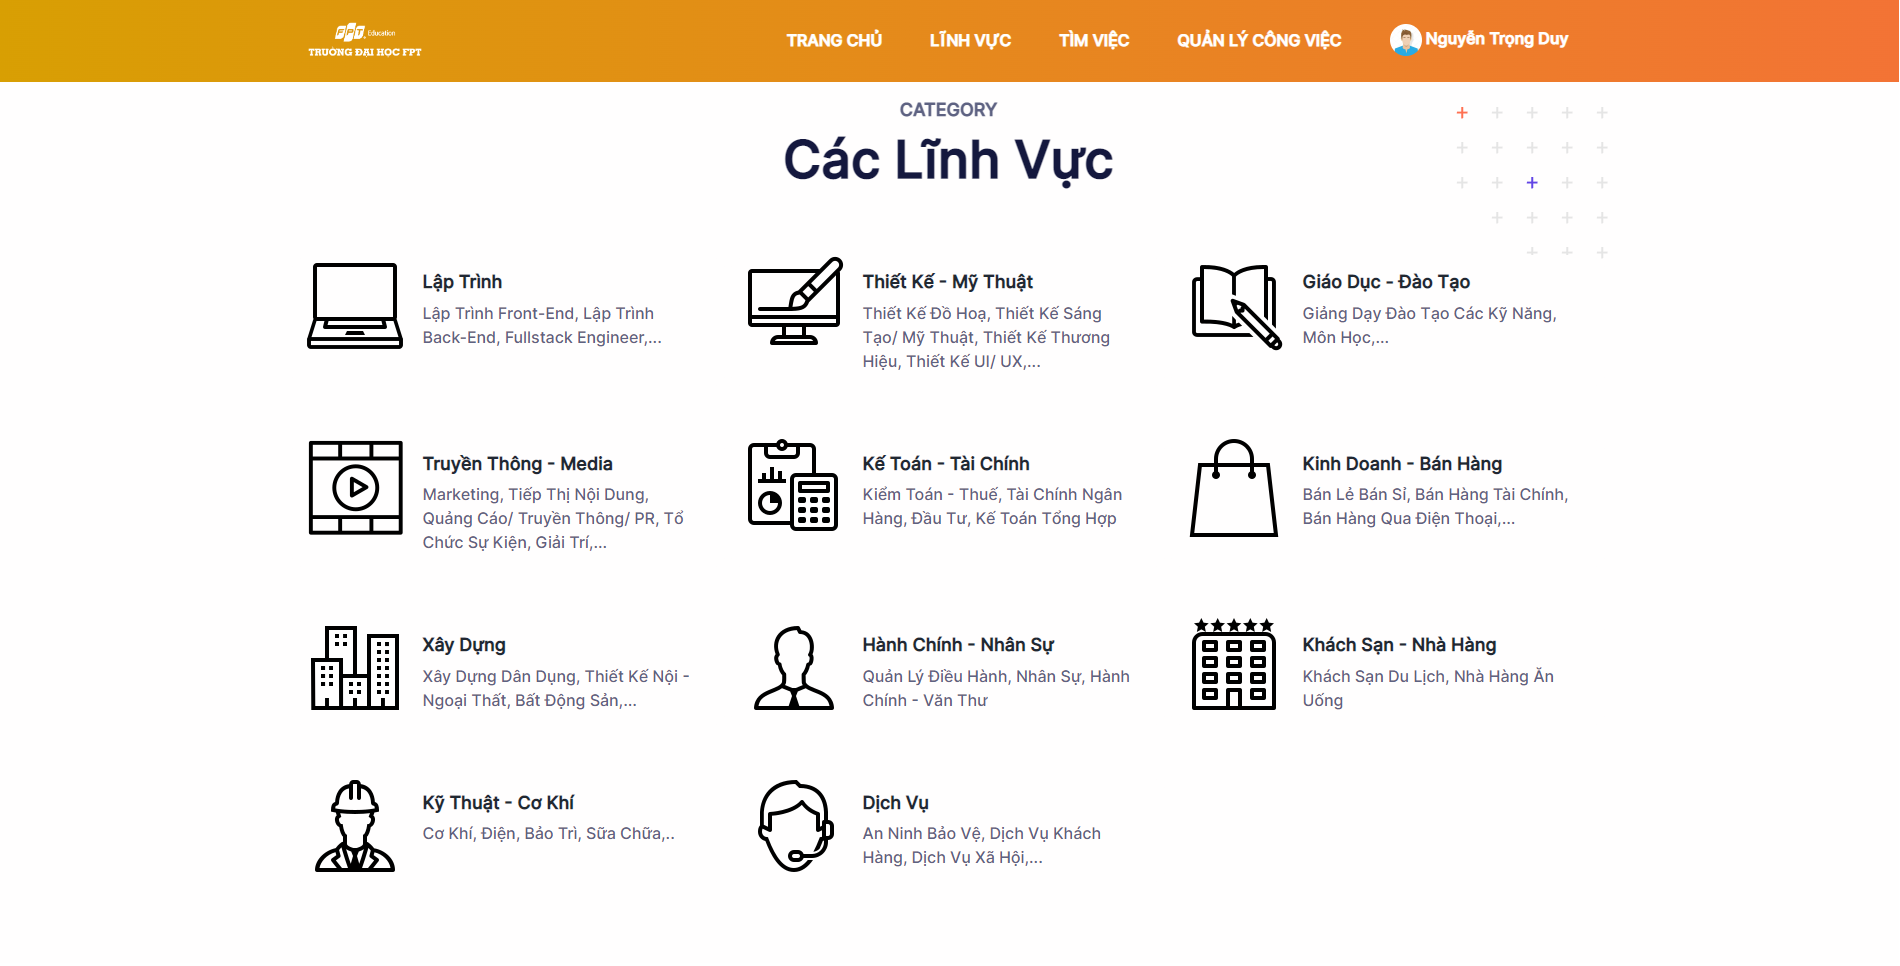 FPT Education
TRƯỜNG ĐẠI HỌC FPT
TRANG CHỦ
LĨNH VỰC
TÌM VIỆC
QUẢN LÝ CÔNG VIỆC
Nguyễn Trọng Duy
CATEGORY
Các Lĩnh Vực
Lập Trình
Lập Trình Front-End, Lập Trình
Back-End, Fullstack Engineer,...
Thiết Kế - Mỹ Thuật
Thiết Kế Đồ Hoạ, Thiết Kế Sáng
Tạo/ Mỹ Thuật, Thiết Kế Thương
Hiệu, Thiết Kế UI/ UX,...
Giáo Dục - Đào Tạo
Giảng Dạy Đào Tạo Các Kỹ Năng,
Môn Học,...
Truyền Thông - Media
Marketing, Tiếp Thị Nội Dung,
Quảng Cáo/ Truyền Thông/ PR, Tổ
Chức Sự Kiện, Giải Trí,...
Kế Toán - Tài Chính
Kiểm Toán - Thuế, Tài Chính Ngân
Hàng, Đầu Tư, Kế Toán Tổng Hợp
Kinh Doanh - Bán Hàng
Bán Lẻ Bán Sỉ, Bán Hàng Tài Chính,
Bán Hàng Qua Điện Thoại,...
Xây Dựng
Xây Dựng Dân Dụng, Thiết Kế Nội -
Ngoại Thất, Bất Động Sản,...
Hành Chính - Nhân Sự
Quản Lý Điều Hành, Nhân Sự, Hành
Chính - Văn Thư
Khách Sạn - Nhà Hàng
Khách Sạn Du Lịch, Nhà Hàng Ăn
Uống
Kỹ Thuật - Cơ Khí
Cơ Khí, Điện, Bảo Trì, Sữa Chữa,..
Dịch Vụ
An Ninh Bảo Vệ, Dịch Vụ Khách
Hàng, Dịch Vụ Xã Hội,...